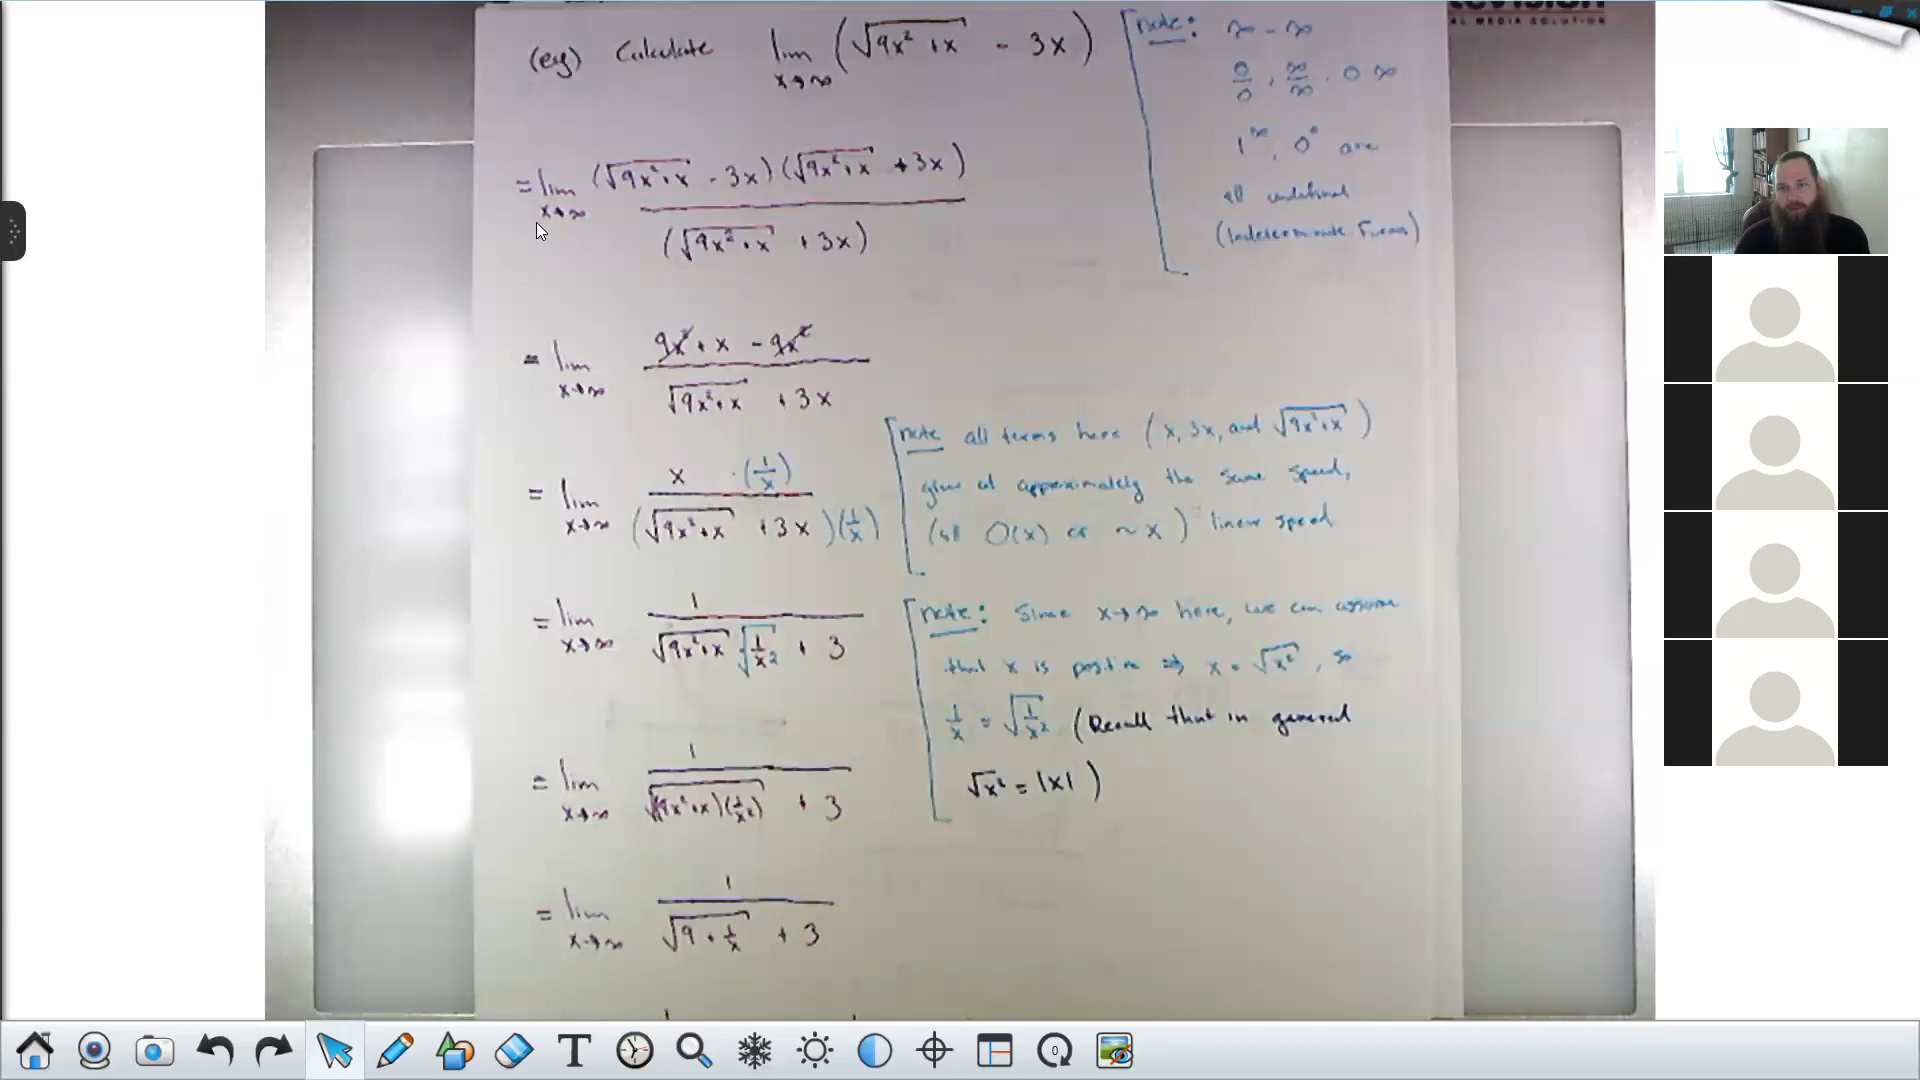 (eg) Calculate lim x→∞ (√(9x² + x) - 3x)
= lim x→∞ (√(9x²+x) - 3x)(√(9x²+x) + 3x) / (√(9x²+x) + 3x)
= lim x→∞ 9x² + x - 9x² / √(9x²+x) + 3x
= lim x→∞ x · (1/x) / (√(9x²+x) + 3x)(1/x)
= lim x→∞ 1 / √(9x²+x) √(1/x²) + 3
= lim x→∞ 1 / √((9x²+x)(1/x²)) + 3
= lim x→∞ 1 / √(9 + 1/x) + 3
note: ∞ - ∞
0/0, ∞/∞, 0 ∞
1^∞, 0⁰ are
all undefined
(Indeterminate Forms)
note all terms here (x, 3x, and √(9x²+x))
grow at approximately the same speed,
(all O(x) or ~x) linear speed
note: Since x→∞ here, we can assume
that x is positive ⇒ x = √x², so
1/x = √(1/x²) (Recall that in general
√x² = |x|)
AL MEDIA SOLUTION
T
0